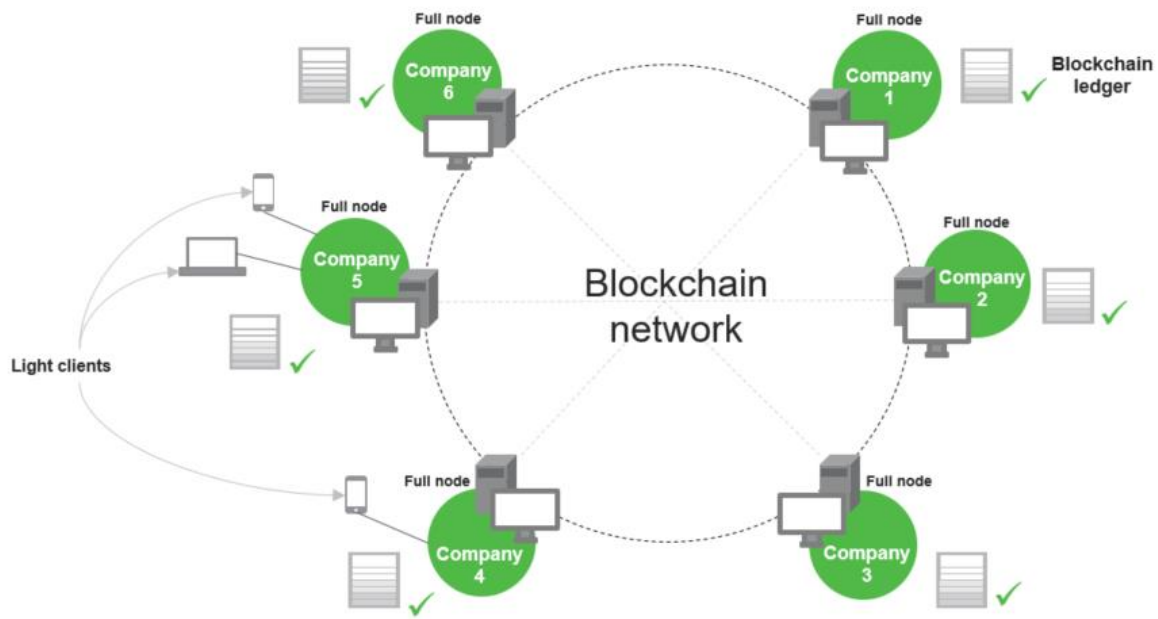 Full node
Company
6
Full node
Company
1
Blockchain
ledger
Full node
Company
5
Full node
Company
2
Blockchain
network
Light clients
Full node
Company
4
Full node
Company
3